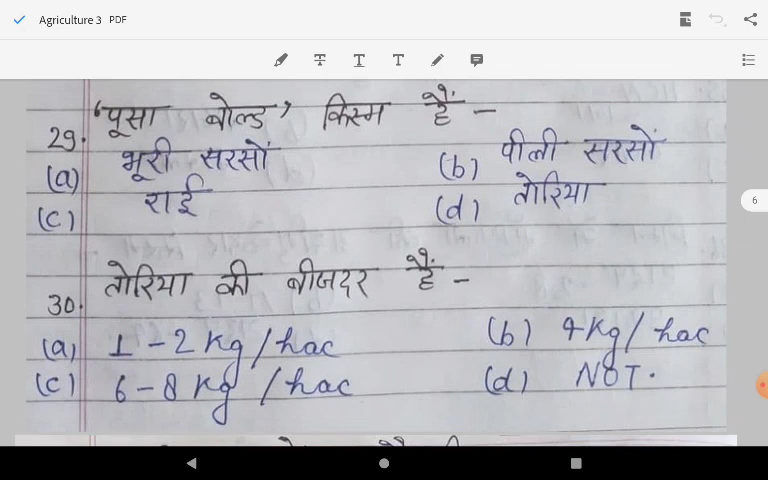 Agriculture 3 PDF
29. 'पूसा बोल्ड' किस्म हैं -
(a) भूरी सरसों (b) पीली सरसों
(c) राई (d) तोरिया
6
30. तोरिया की बीजदर हैं -
(a) 1-2 Kg/hac (b) 4 Kg/hac
(c) 6-8 Kg/hac (d) NOT.